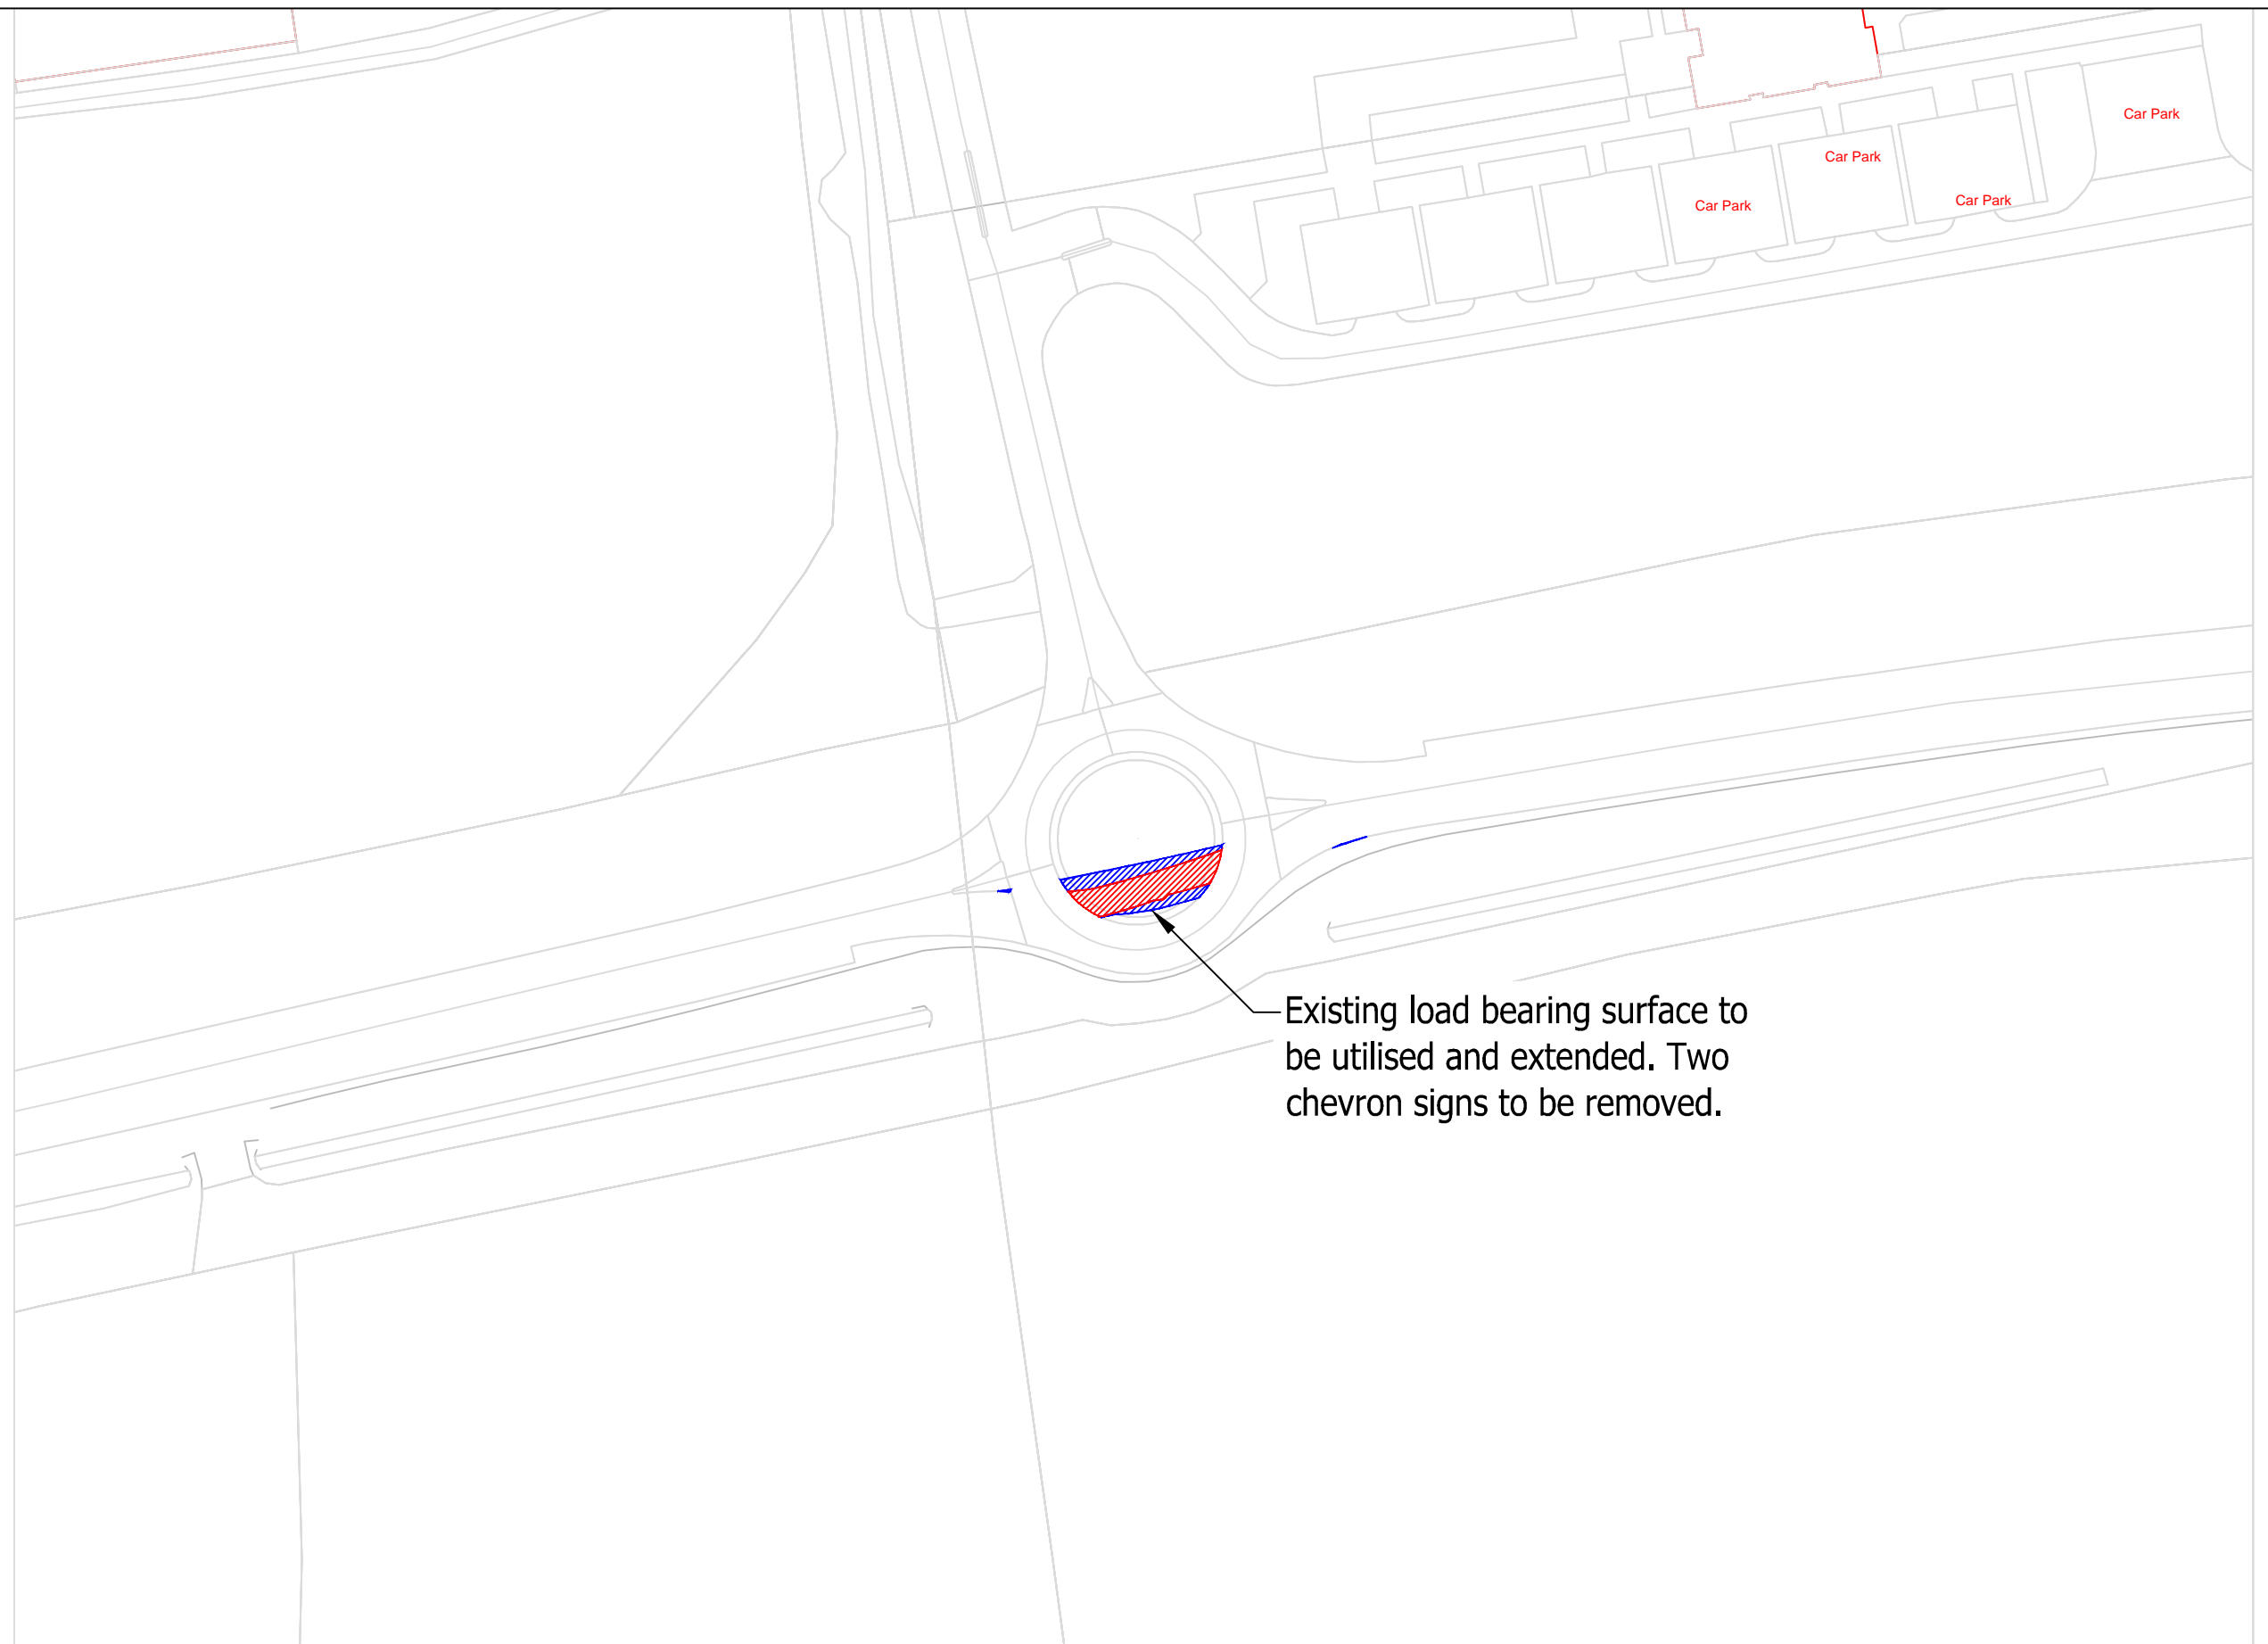 Car Park
Car Park
Car Park
Car Park
Existing load bearing surface to
be utilised and extended. Two
chevron signs to be removed.